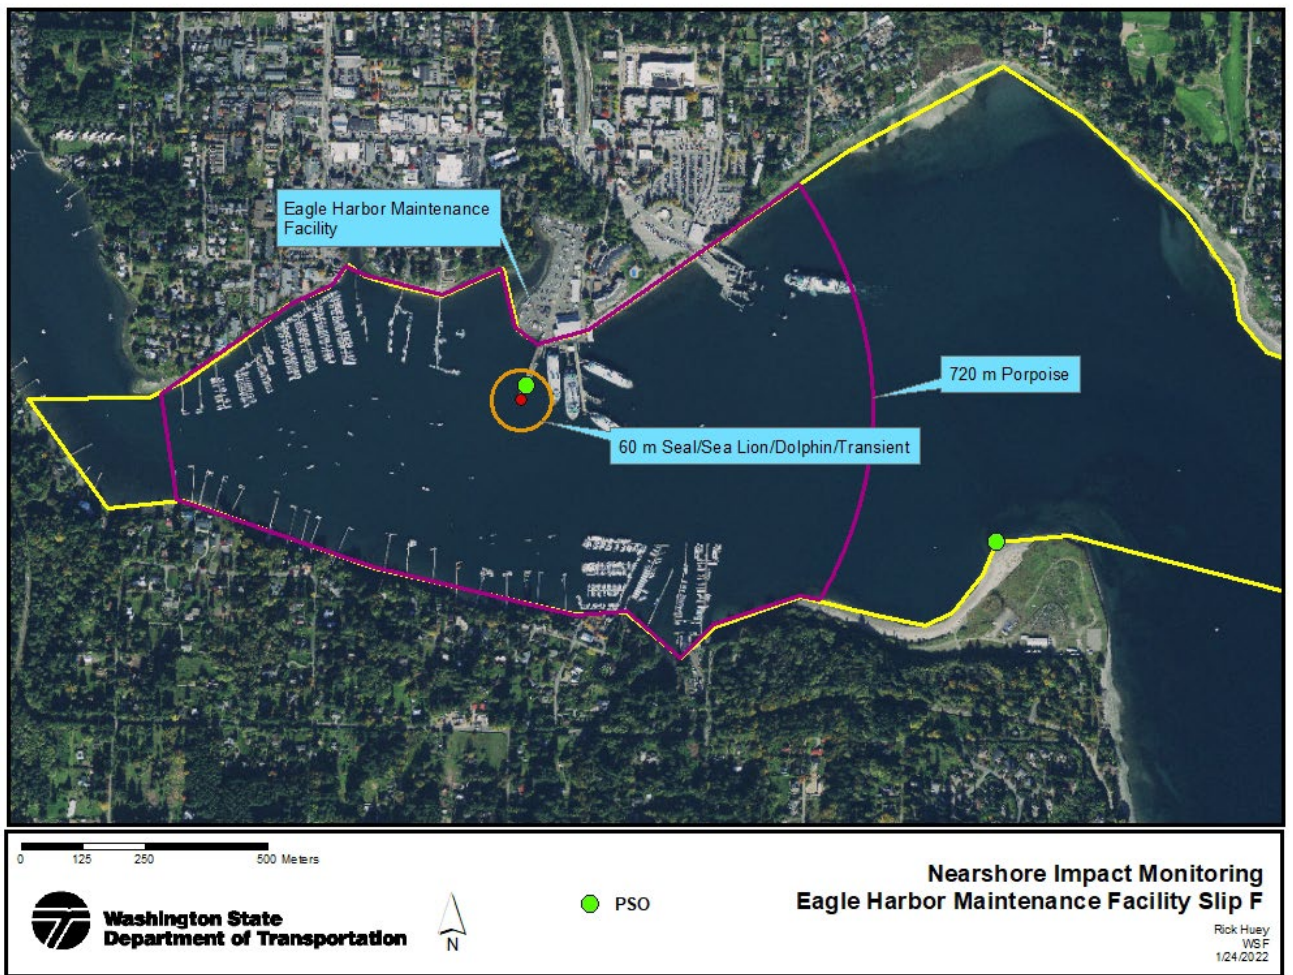 Eagle Harbor Maintenance
Facility
720 m Porpoise
60 m Seal/Sea Lion/Dolphin/Transient
0 125 250 500 Meters
Washington State
Department of Transportation
N
PSO
Nearshore Impact Monitoring
Eagle Harbor Maintenance Facility Slip F
Rick Huey
WSF
1/24/2022